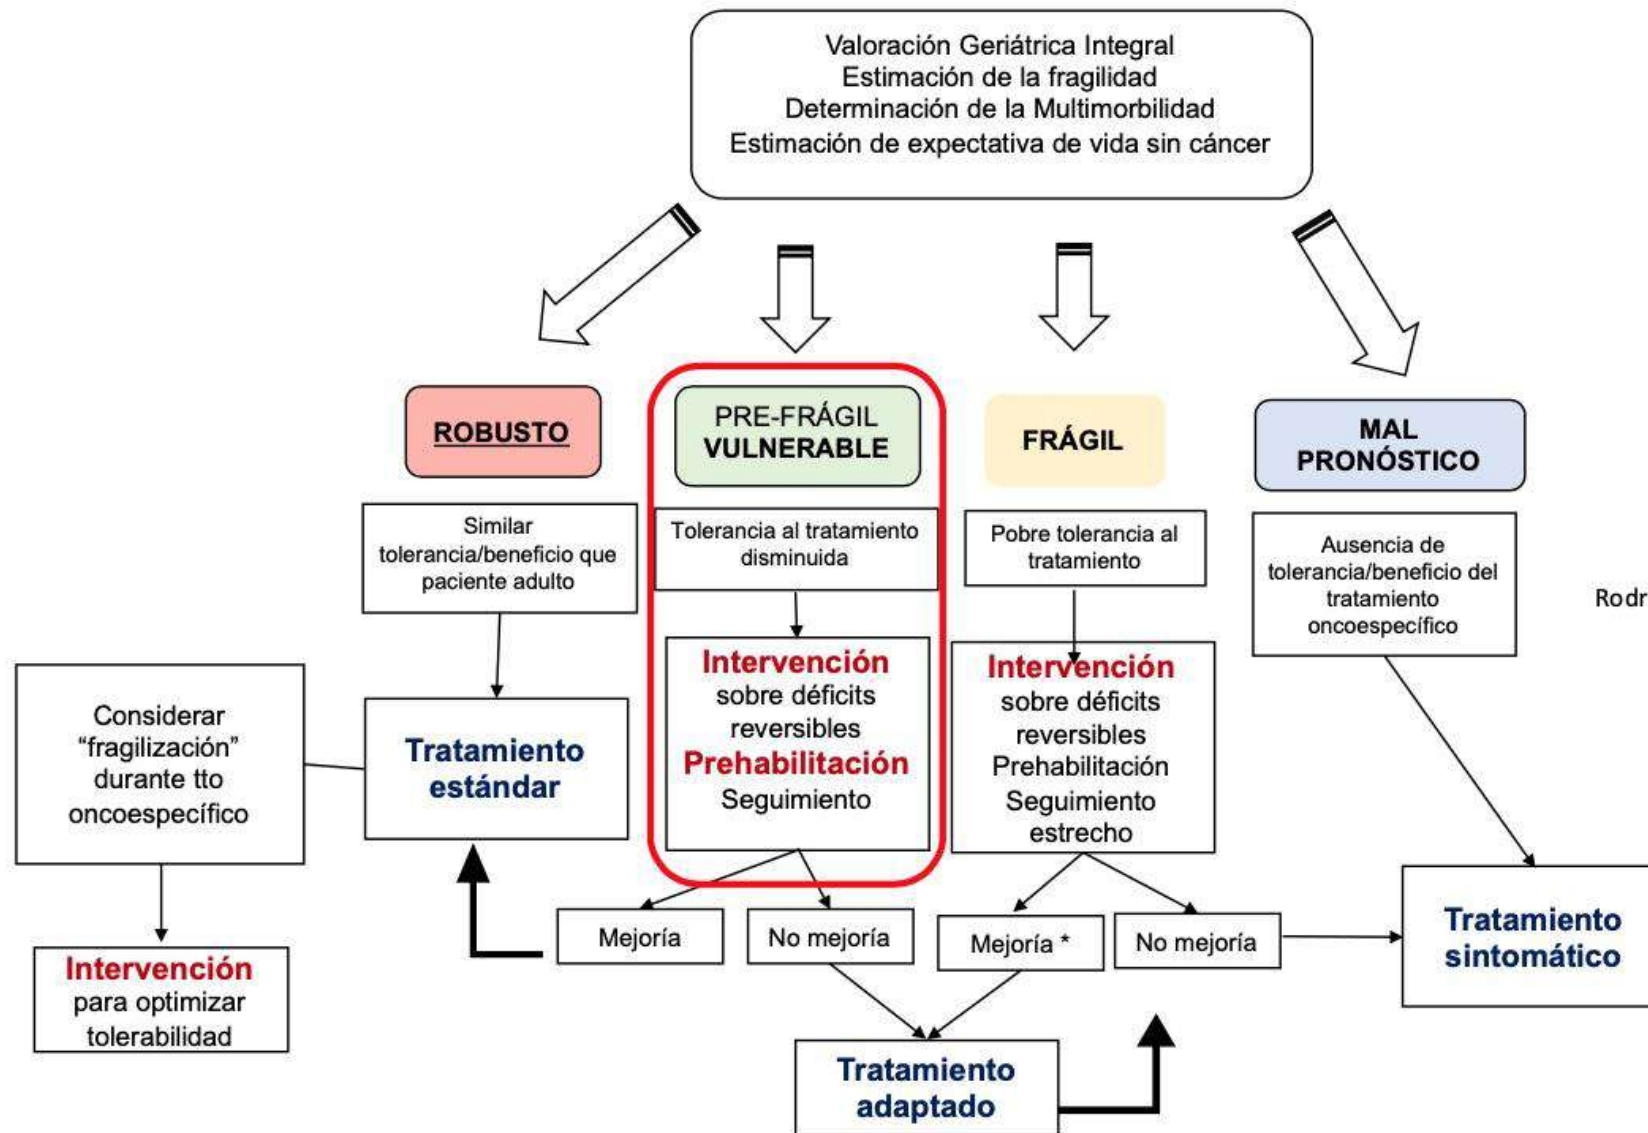 Valoración Geriátrica Integral
Estimación de la fragilidad
Determinación de la Multimorbilidad
Estimación de expectativa de vida sin cáncer
ROBUSTO
PRE-FRÁGIL
VULNERABLE
FRÁGIL
MAL
PRONÓSTICO
Similar
tolerancia/beneficio que
paciente adulto
Tolerancia al tratamiento
disminuida
Pobre tolerancia al
tratamiento
Ausencia de
tolerancia/beneficio del
tratamiento
oncoespecífico
Rodr
Considerar
“fragilización”
durante tto
oncoespecífico
Tratamiento
estándar
Intervención
sobre déficits
reversibles
Prehabilitación
Seguimiento
Intervención
sobre déficits
reversibles
Prehabilitación
Seguimiento
estrecho
Mejoría
No mejoría
Mejoría *
No mejoría
Tratamiento
sintomático
Intervención
para optimizar
tolerabilidad
Tratamiento
adaptado